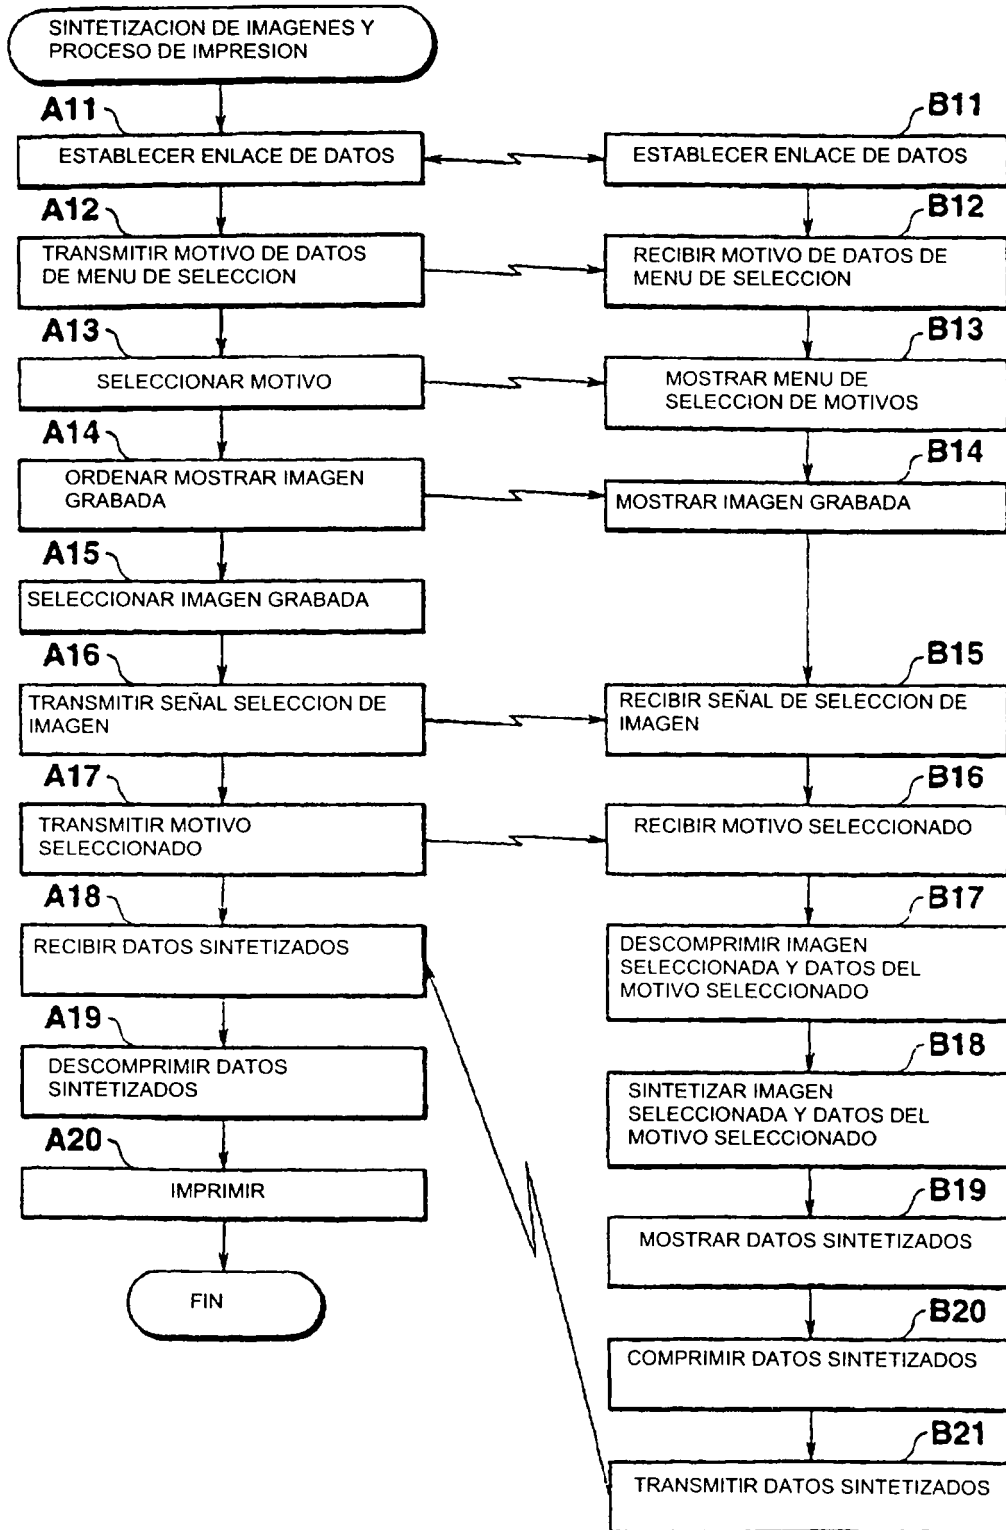 SINTETIZACION DE IMAGENES Y
PROCESO DE IMPRESION
A11
ESTABLECER ENLACE DE DATOS
A12
TRANSMITIR MOTIVO DE DATOS
DE MENU DE SELECCION
A13
SELECCIONAR MOTIVO
A14
ORDENAR MOSTRAR IMAGEN
GRABADA
A15
SELECCIONAR IMAGEN GRABADA
A16
TRANSMITIR SEÑAL SELECCION DE
IMAGEN
A17
TRANSMITIR MOTIVO
SELECCIONADO
A18
RECIBIR DATOS SINTETIZADOS
A19
DESCOMPRIMIR DATOS
SINTETIZADOS
A20
IMPRIMIR
FIN
B11
ESTABLECER ENLACE DE DATOS
B12
RECIBIR MOTIVO DE DATOS DE
MENU DE SELECCION
B13
MOSTRAR MENU DE
SELECCION DE MOTIVOS
B14
MOSTRAR IMAGEN GRABADA
B15
RECIBIR SEÑAL DE SELECCION DE
IMAGEN
B16
RECIBIR MOTIVO SELECCIONADO
B17
DESCOMPRIMIR IMAGEN
SELECCIONADA Y DATOS DEL
MOTIVO SELECCIONADO
B18
SINTETIZAR IMAGEN
SELECCIONADA Y DATOS DEL
MOTIVO SELECCIONADO
B19
MOSTRAR DATOS SINTETIZADOS
B20
COMPRIMIR DATOS SINTETIZADOS
B21
TRANSMITIR DATOS SINTETIZADOS